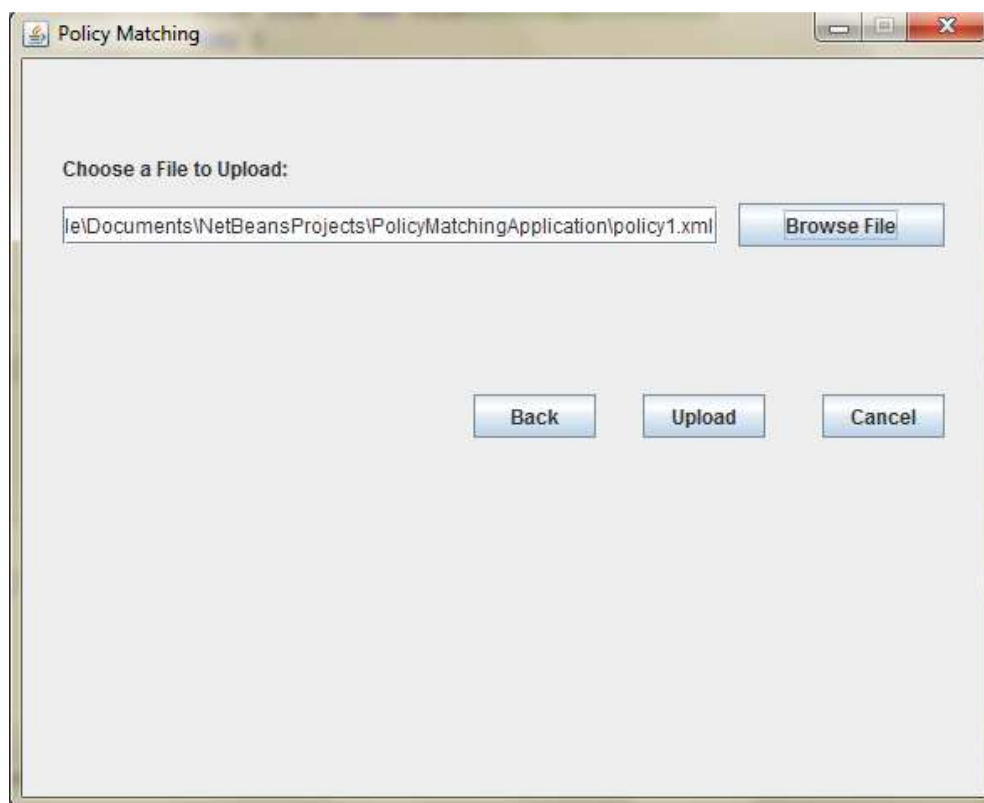 Policy Matching
Choose a File to Upload:
le\Documents\NetBeansProjects\PolicyMatchingApplication\policy1.xml
Browse File
Back
Upload
Cancel